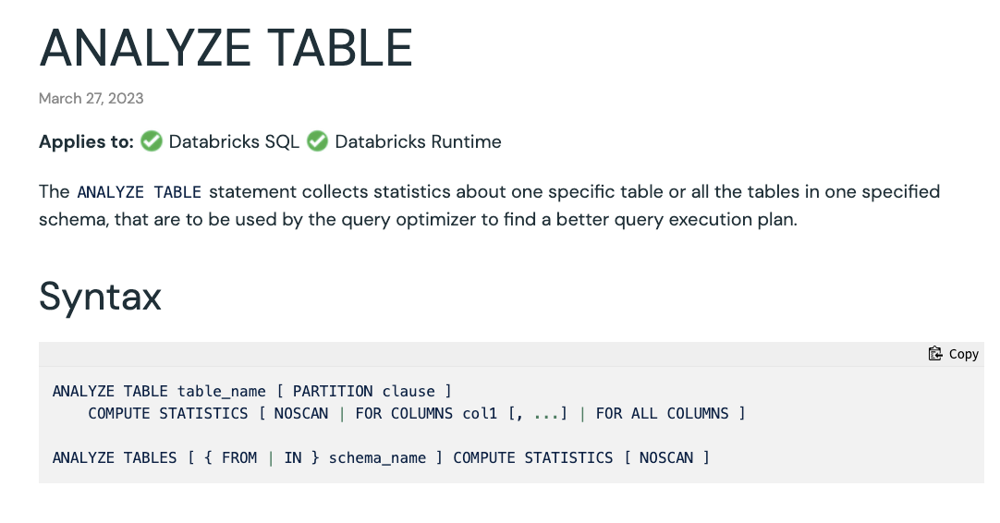 ANALYZE TABLE
March 27, 2023
Applies to: Databricks SQL Databricks Runtime
The ANALYZE TABLE statement collects statistics about one specific table or all the tables in one specified
schema, that are to be used by the query optimizer to find a better query execution plan.
Syntax
Copy
ANALYZE TABLE table_name [ PARTITION clause ]
    COMPUTE STATISTICS [ NOSCAN | FOR COLUMNS col1 [, ...] | FOR ALL COLUMNS ]
ANALYZE TABLES [ { FROM | IN } schema_name ] COMPUTE STATISTICS [ NOSCAN ]